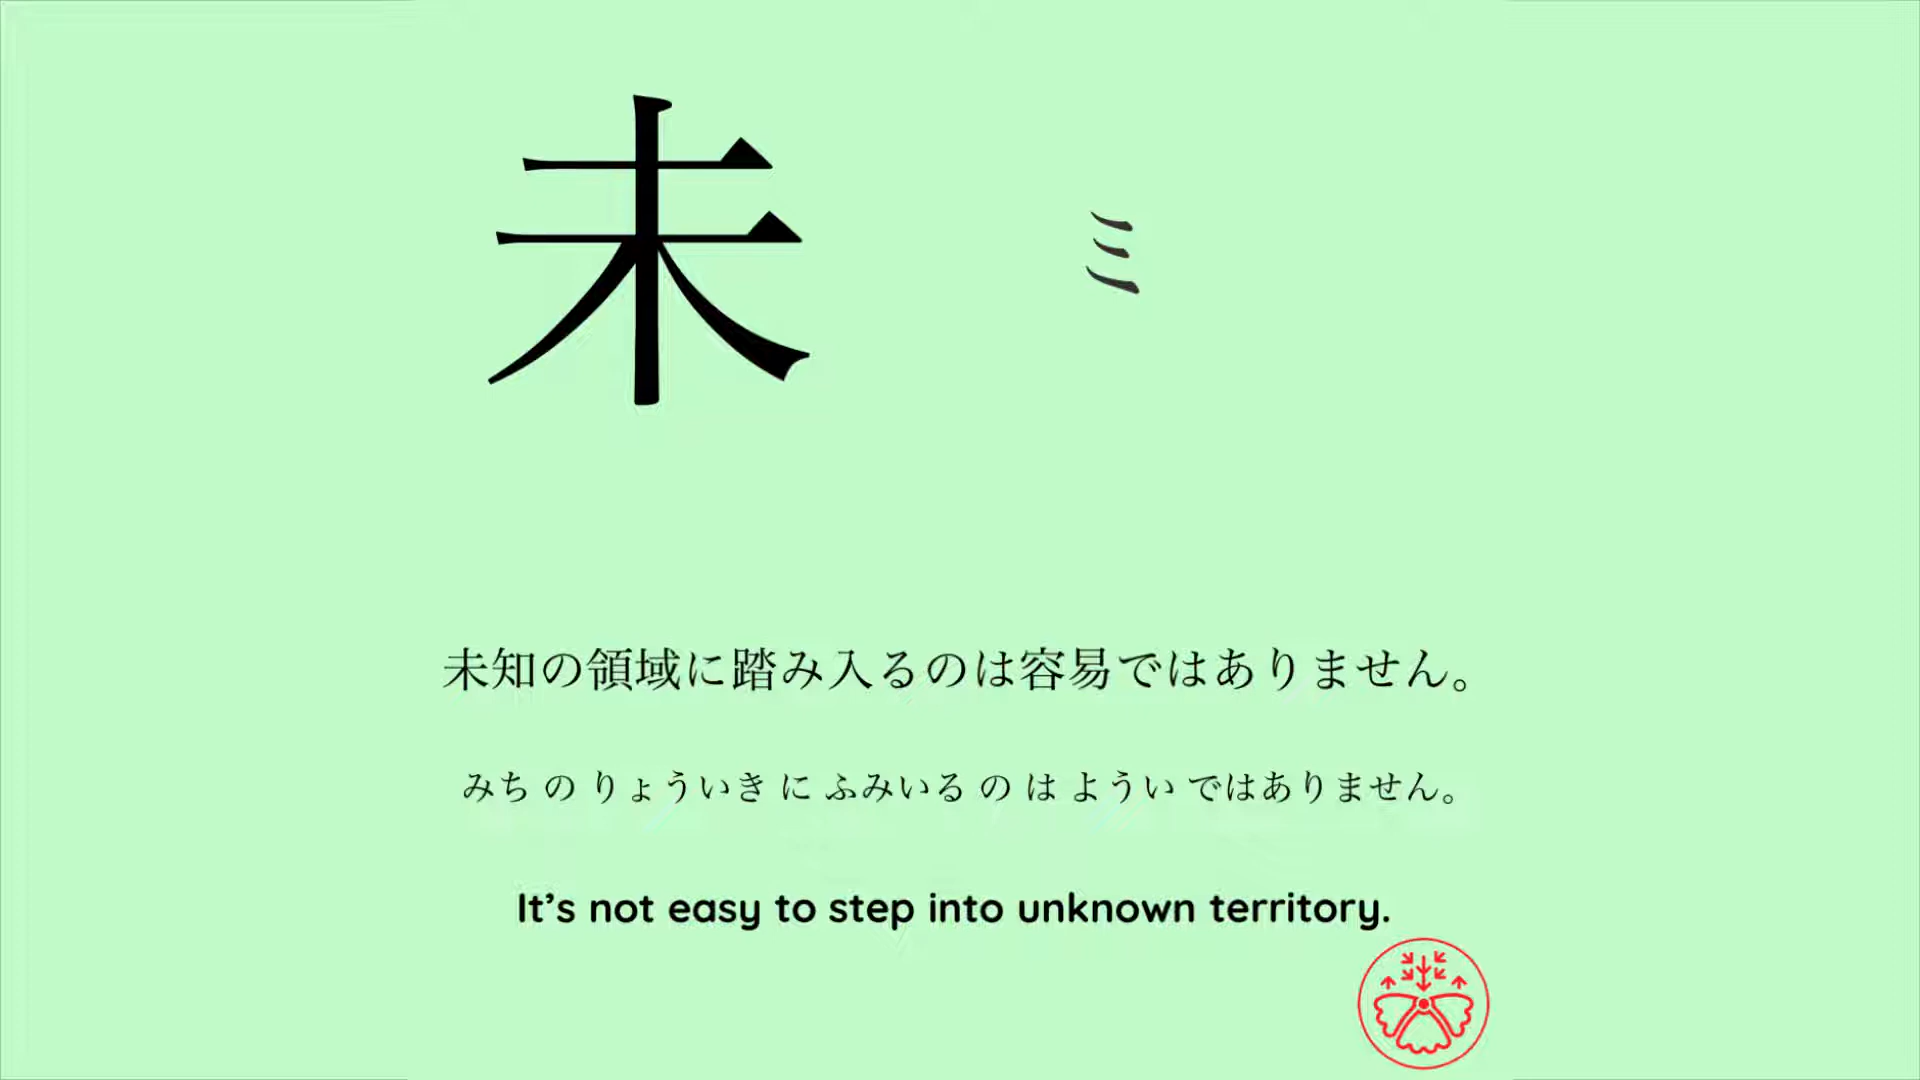 未
ミ
未知の領域に踏み入るのは容易ではありません。
みち の りょういき に ふみいる の は ようい ではありません。
It’s not easy to step into unknown territory.